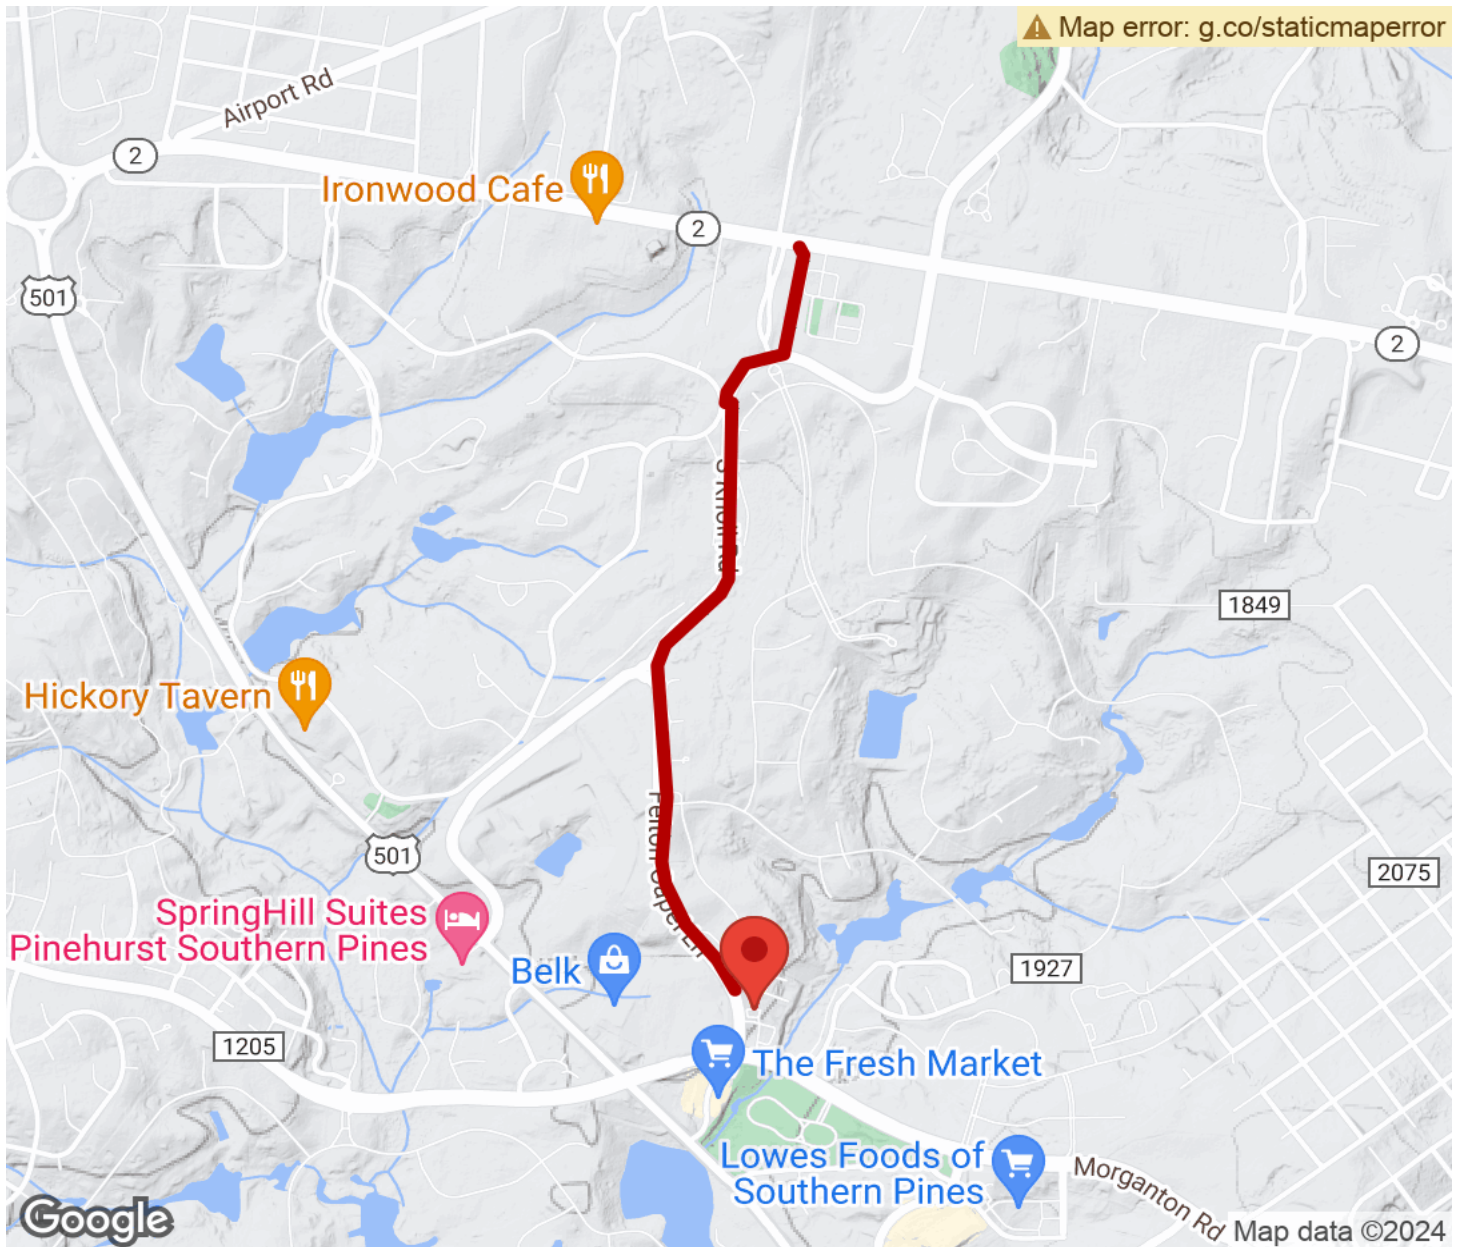 Map error: g.co/staticmaperror
Airport Rd
2
Ironwood Cafe
2
501
2
S Knoll Rd
1849
Hickory Tavern
501
2075
SpringHill Suites
Pinehurst Southern Pines
Belk
1927
1205
The Fresh Market
Lowes Foods of
Southern Pines
Morganton Rd
Google
Map data ©2024